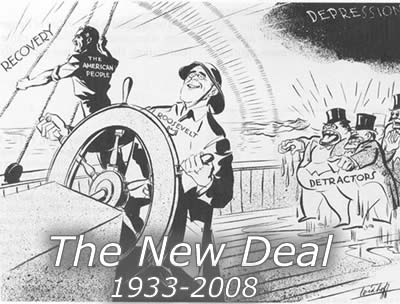 DEPRESSION
RECOVERY
THE
AMERICAN
PEOPLE
ROOSEVELT
DETRACTORS
The New Deal
1933-2008